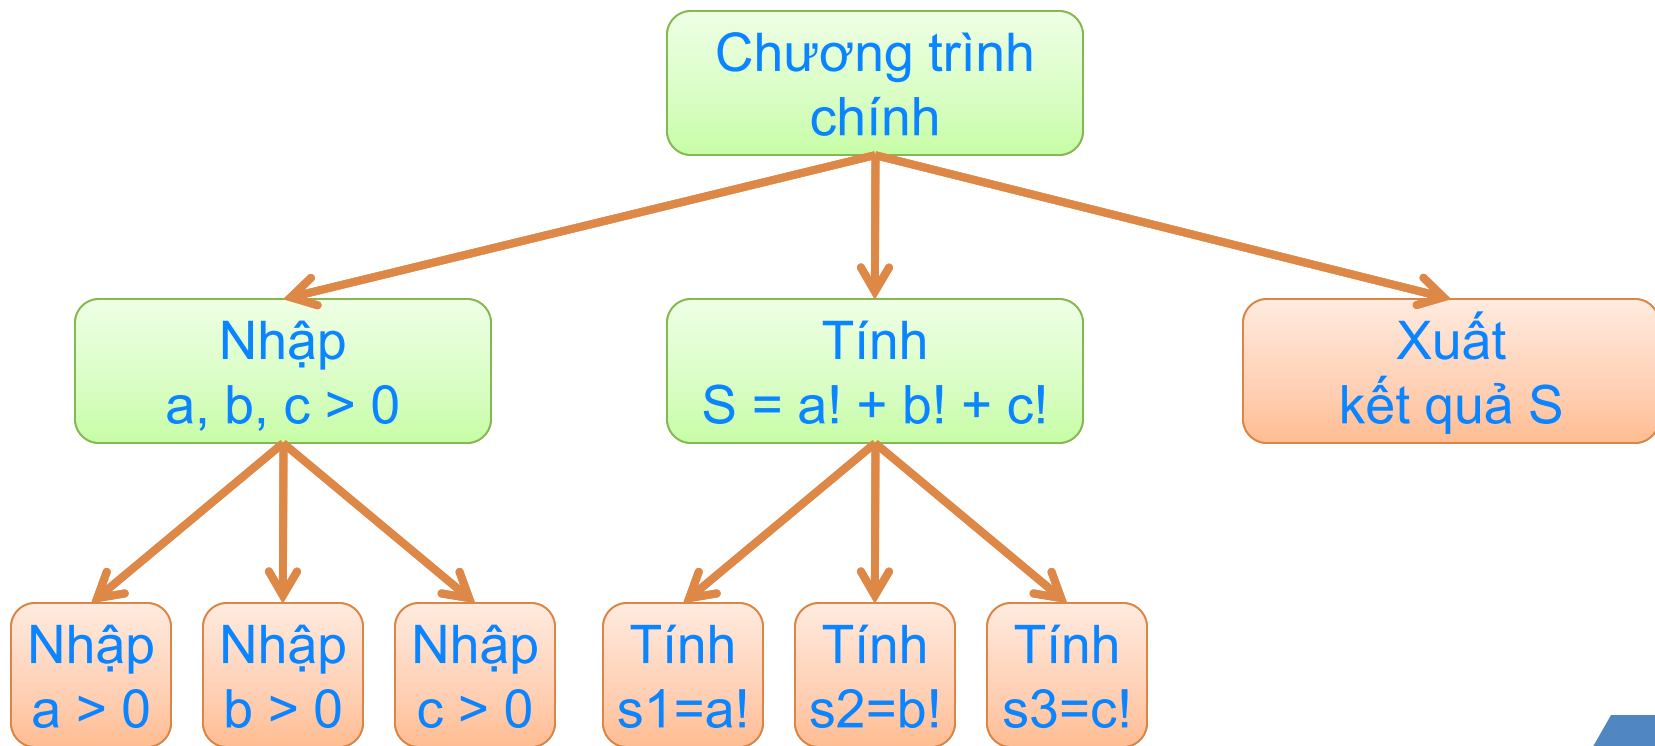 Chương trình
chính
Nhập
a, b, c > 0
Tính
S = a! + b! + c!
Xuất
kết quả S
Nhập
a > 0
Nhập
b > 0
Nhập
c > 0
Tính
s1=a!
Tính
s2=b!
Tính
s3=c!